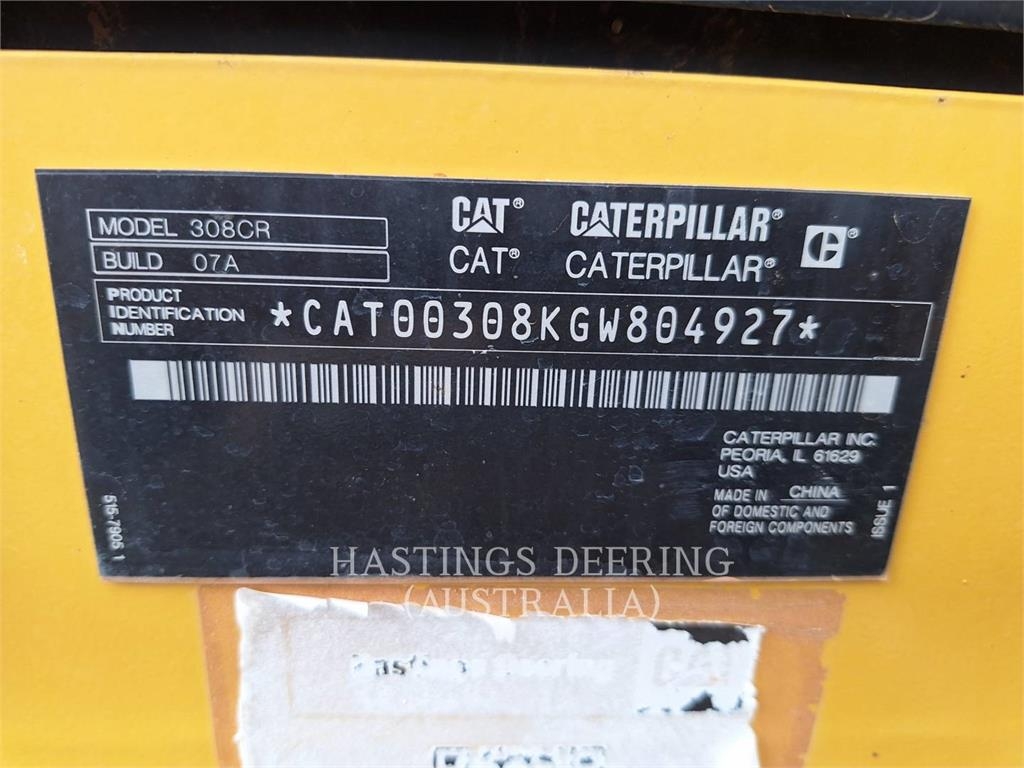 MODEL 308CR
BUILD 07A
CAT® CATERPILLAR® C®
CAT® CATERPILLAR®
PRODUCT
IDENTIFICATION
NUMBER
*CAT00308KGW804927*
CATERPILLAR INC.
PEORIA, IL 61629
USA
MADE IN CHINA
OF DOMESTIC AND
FOREIGN COMPONENTS
ISSUE 1
515-7905 1
HASTINGS DEERING
(AUSTRALIA)
CAT